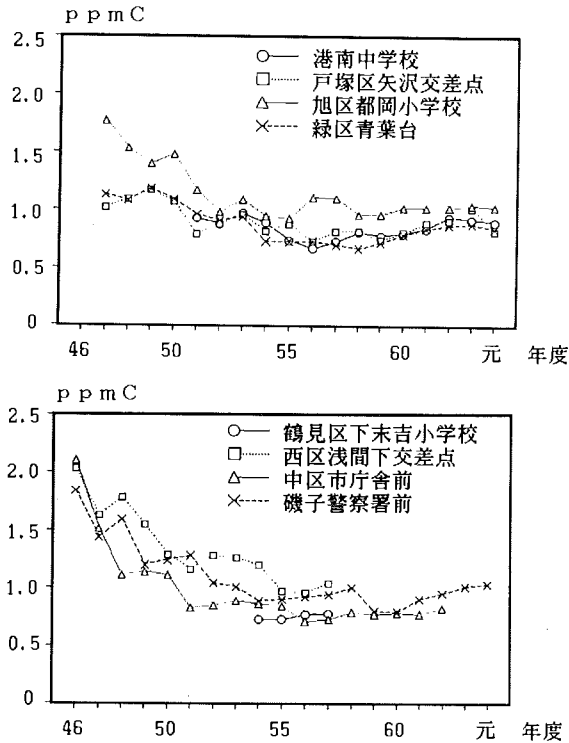 ppmC
2.5
港南中学校
戸塚区矢沢交差点
2.0
旭区都岡小学校
緑区青葉台
1.5
1.0
0.5
0
46 50 55 60 元 年度
ppmC
2.5
鶴見区下末吉小学校
西区浅間下交差点
2.0
中区市庁舎前
磯子警察署前
1.5
1.0
0.5
0
46 50 55 60 元 年度